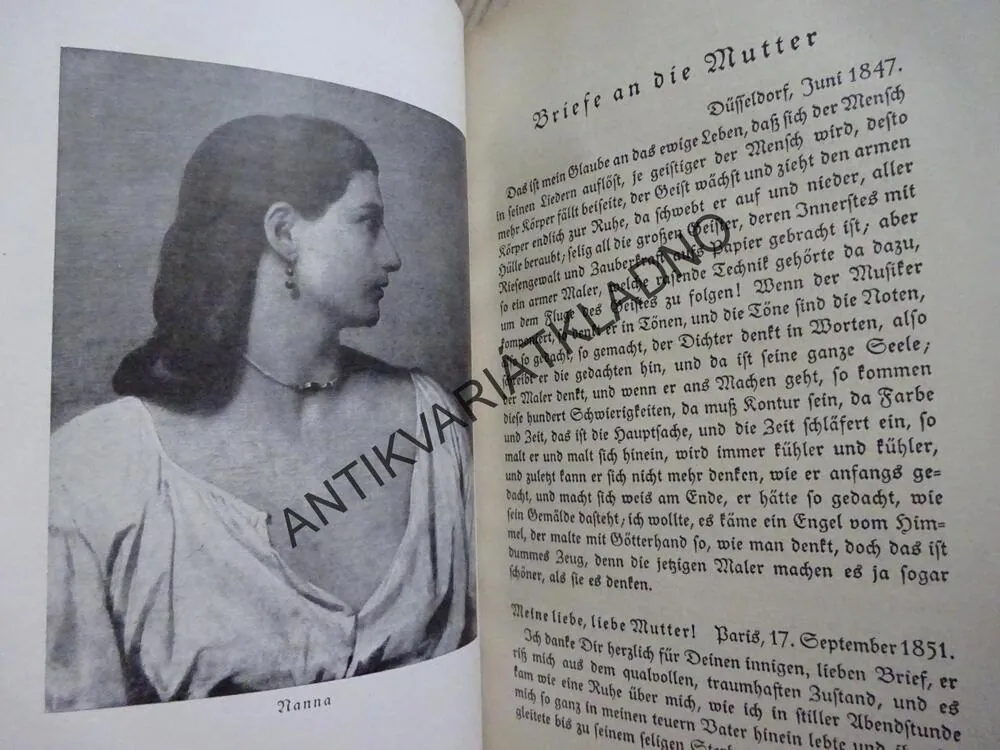 Nanna
Briefe an die Mutter
Düsseldorf, Juni 1847.
Das ist mein Glaube an das ewige Leben, daß sich der Mensch
in seinen Liedern auflöst, je geistiger der Mensch wird, desto
mehr Körper fällt beiseite, der Geist wächst und zieht den armen
Körper endlich zur Ruhe, da schwebt er auf und nieder, aller
Hülle beraubt; selig all die großen Geister, deren Innerstes mit
Riesengewalt und Zauberkraft aufs Papier gebracht ist; aber
so ein armer Maler, welche rasende Technik gehörte da dazu,
um dem Fluge des Geistes zu folgen! Wenn der Musiker
komponiert, so denkt er in Tönen, und die Töne sind die Noten,
also so gedacht, so gemacht, der Dichter denkt in Worten, also
schreibt er die gedachten hin, und da ist seine ganze Seele;
der Maler denkt, und wenn er ans Machen geht, so kommen
diese hundert Schwierigkeiten, da muß Kontur sein, da Farbe
und Zeit, das ist die Hauptsache, und die Zeit schläfert ein, so
malt er und malt sich hinein, wird immer kühler und kühler,
und zuletzt kann er sich nicht mehr denken, wie er anfangs ge-
dacht, und macht sich weis am Ende, er hätte so gedacht, wie
sein Gemälde dasteht; ich wollte, es käme ein Engel vom Him-
mel, der malte mit Götterhand so, wie man denkt, doch das ist
dummes Zeug, denn die jetzigen Maler machen es ja sogar
schöner, als sie es denken.
Meine liebe, liebe Mutter! Paris, 17. September 1851.
Ich danke Dir herzlich für Deinen innigen, lieben Brief, er
riß mich aus dem qualvollen, traumhaften Zustand, und es
kam wie eine Ruhe über mich, wie ich in stiller Abendstunde
mich so ganz in meinen teuern Vater hinein lebte und
gleitete bis zu seinem seligen
ANTIKVARIÁTKLADNO